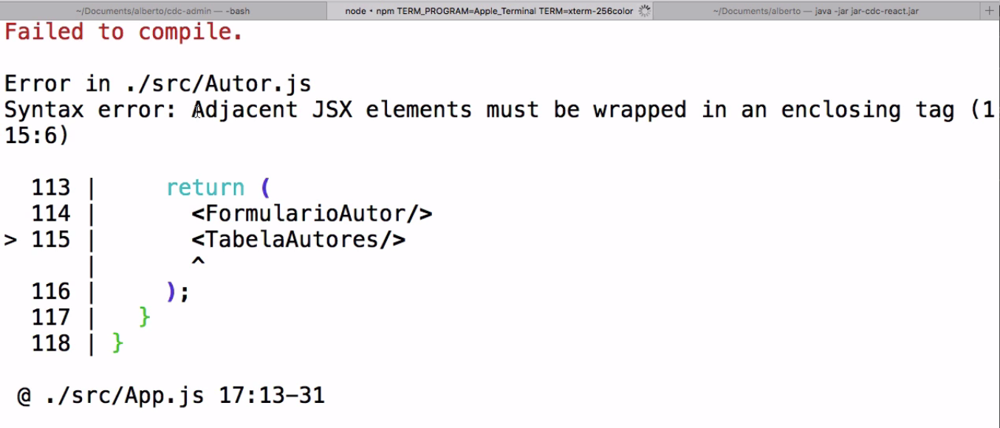 ~/Documents/alberto/cdc-admin — -bash
node • npm TERM_PROGRAM=Apple_Terminal TERM=xterm-256color
~/Documents/alberto — java -jar jar-cdc-react.jar
+
Failed to compile.
Error in ./src/Autor.js
Syntax error: Adjacent JSX elements must be wrapped in an enclosing tag (1
15:6)
113 |     return (
114 |       <FormularioAutor/>
> 115 |       <TabelaAutores/>
|       ^
116 |     );
117 |   }
118 | }
@ ./src/App.js 17:13-31